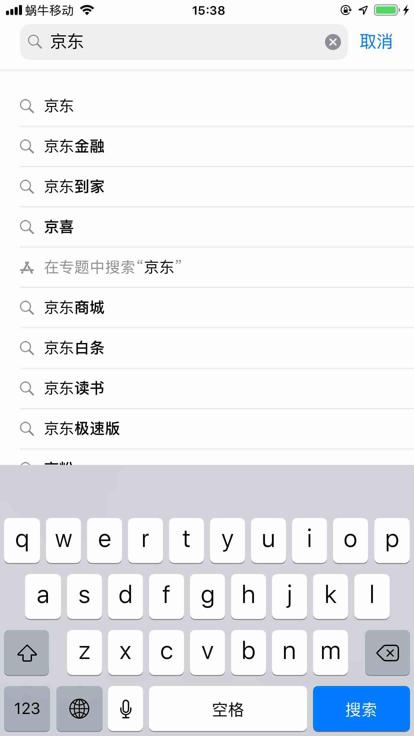 蜗牛移动 15:38
京东 取消
京东
京东金融
京东到家
京喜
在专题中搜索“京东”
京东商城
京东白条
京东读书
京东极速版
q w e r t y u i o p
a s d f g h j k l
z x c v b n m
123 空格 搜索